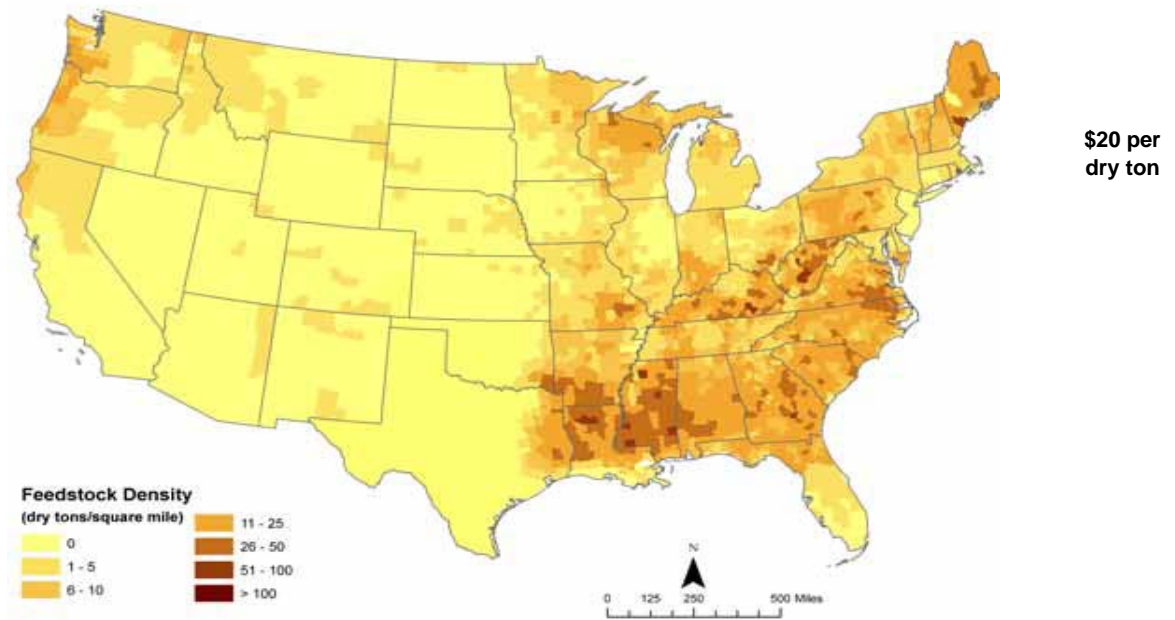 $20 per
dry ton
Feedstock Density
(dry tons/square mile)
0
1 - 5
6 - 10
11 - 25
26 - 50
51 - 100
> 100
N
0 125 250 500 Miles